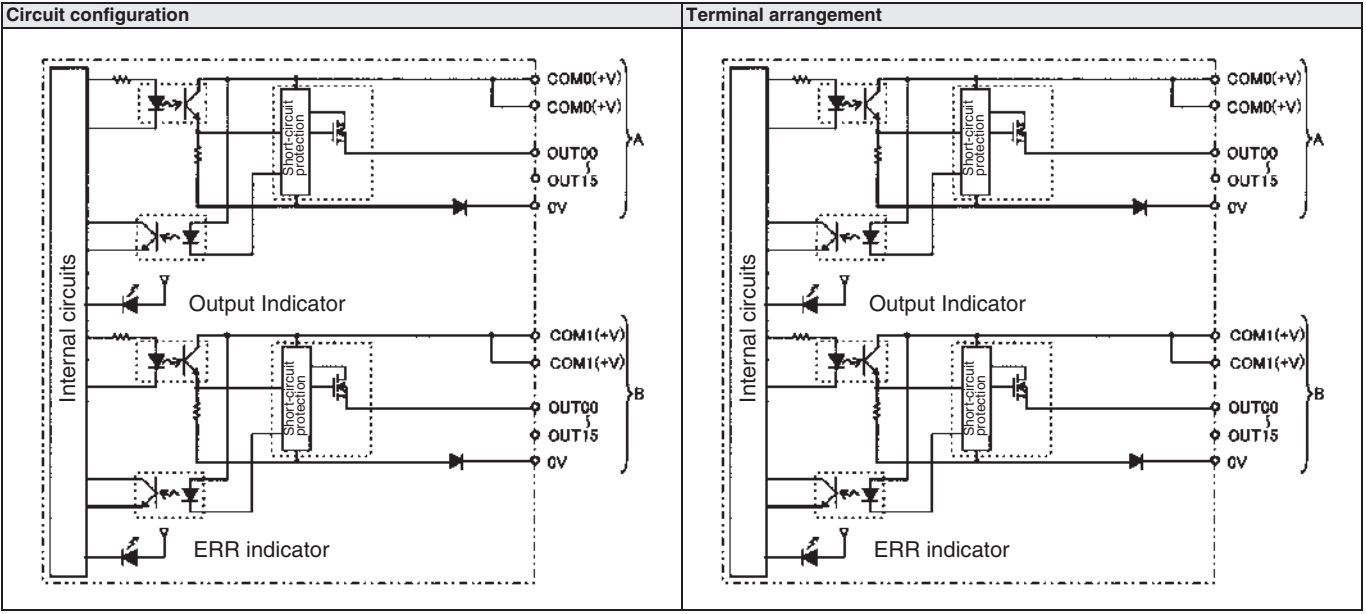 Circuit configuration
Terminal arrangement
COM0(+V)
COM0(+V)
A
Short-circuit
protection
OUT00
OUT15
0V
Internal circuits
Output Indicator
COM1(+V)
COM1(+V)
B
Short-circuit
protection
OUT00
OUT15
0V
ERR indicator
COM0(+V)
COM0(+V)
A
Short-circuit
protection
OUT00
OUT15
0V
Internal circuits
Output Indicator
COM1(+V)
COM1(+V)
B
Short-circuit
protection
OUT00
OUT15
0V
ERR indicator